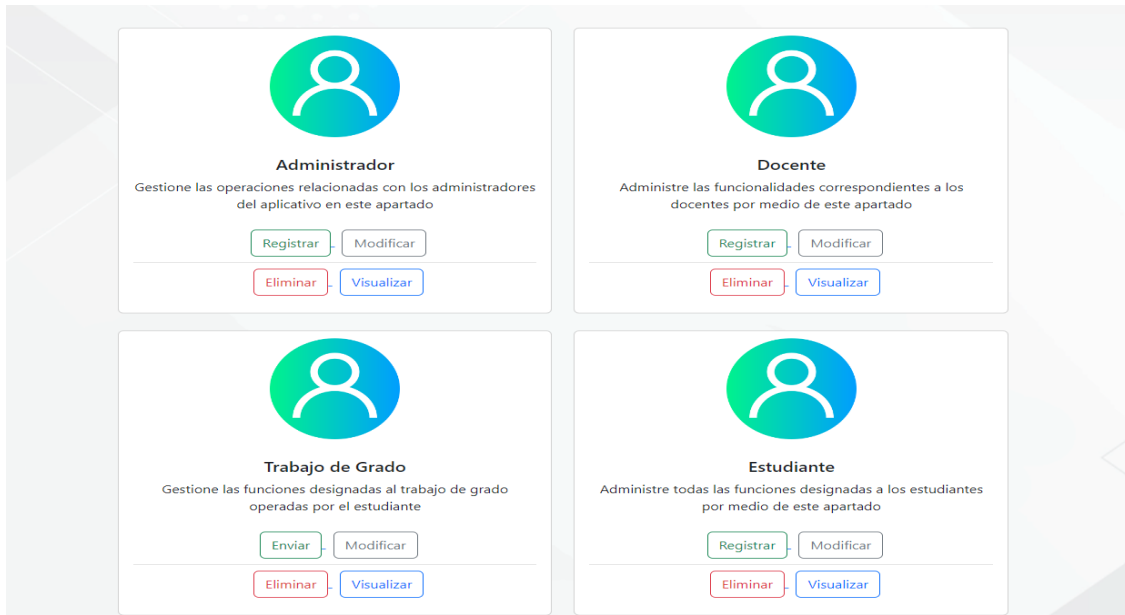 Administrador
Gestione las operaciones relacionadas con los administradores
del aplicativo en este apartado
Registrar Modificar
Eliminar Visualizar
Docente
Administre las funcionalidades correspondientes a los
docentes por medio de este apartado
Registrar Modificar
Eliminar Visualizar
Trabajo de Grado
Gestione las funciones designadas al trabajo de grado
operadas por el estudiante
Enviar Modificar
Eliminar Visualizar
Estudiante
Administre todas las funciones designadas a los estudiantes
por medio de este apartado
Registrar Modificar
Eliminar Visualizar